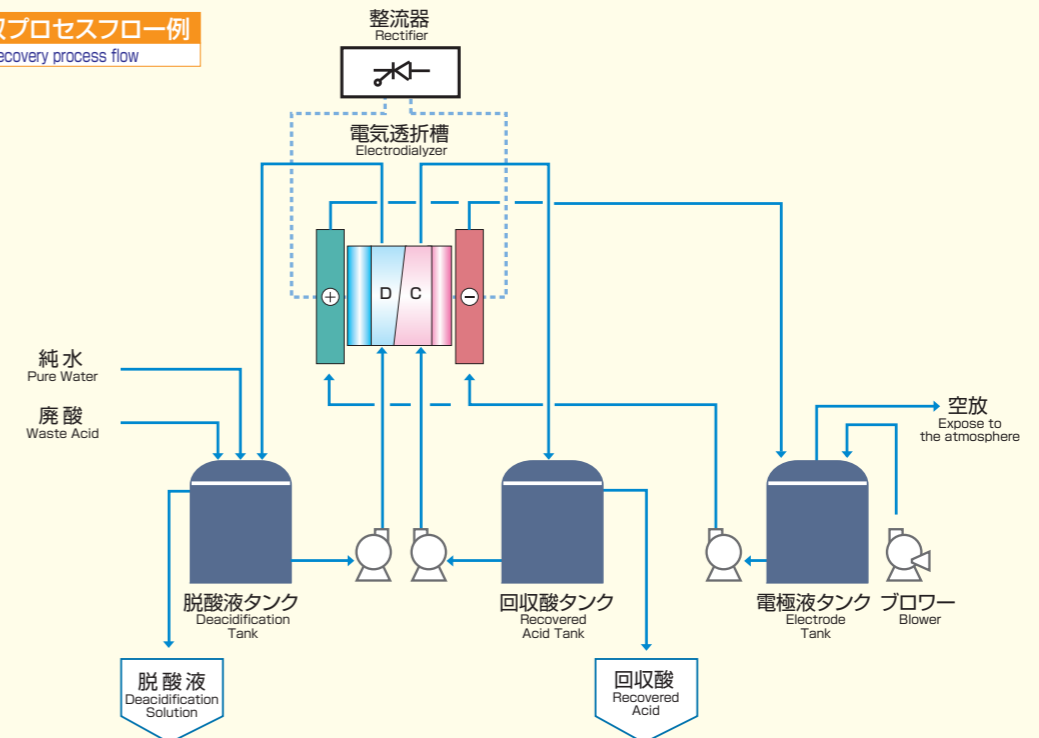 収プロセスフロー例
ecovery process flow
整流器
Rectifier
電気透析槽
Electrodialyzer
+
D
C
−
純水
Pure Water
廃酸
Waste Acid
空放
Expose to
the atmosphere
脱酸液タンク
Deacidification
Tank
回収酸タンク
Recovered
Acid Tank
電極液タンク
Electrode
Tank
ブロワー
Blower
脱酸液
Deacidification
Solution
回収酸
Recovered
Acid